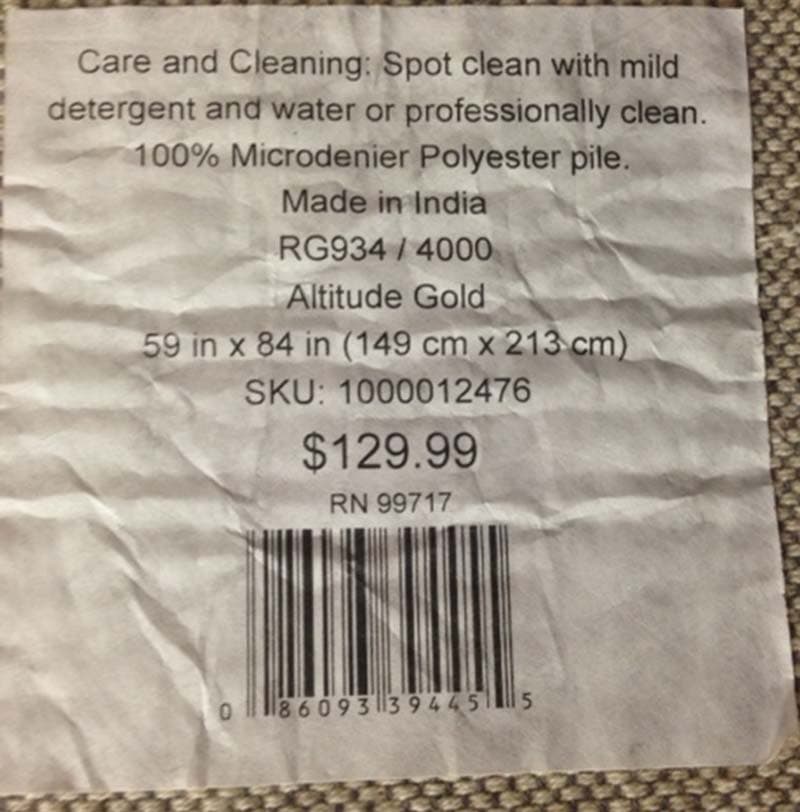 Care and Cleaning: Spot clean with mild
detergent and water or professionally clean.
100% Microdenier Polyester pile.
Made in India
RG934 / 4000
Altitude Gold
59 in x 84 in (149 cm x 213 cm)
SKU: 1000012476
$129.99
RN 99717
0 86093 39445 5